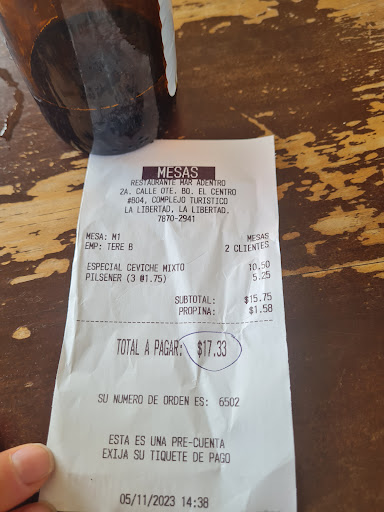 MESAS
RESTAURANTE MAR ADENTRO
2A. CALLE OTE. BO. EL CENTRO
#B04, COMPLEJO TURISTICO
LA LIBERTAD, LA LIBERTAD.
7870-2941
MESA: M1 MESAS
EMP: TERE B 2 CLIENTES
ESPECIAL CEVICHE MIXTO 10.50
PILSENER (3 @1.75) 5.25
SUBTOTAL: $15.75
PROPINA: $1.58
TOTAL A PAGAR: $17.33
SU NUMERO DE ORDEN ES: 6502
ESTA ES UNA PRE-CUENTA
EXIJA SU TIQUETE DE PAGO
05/11/2023 14:38